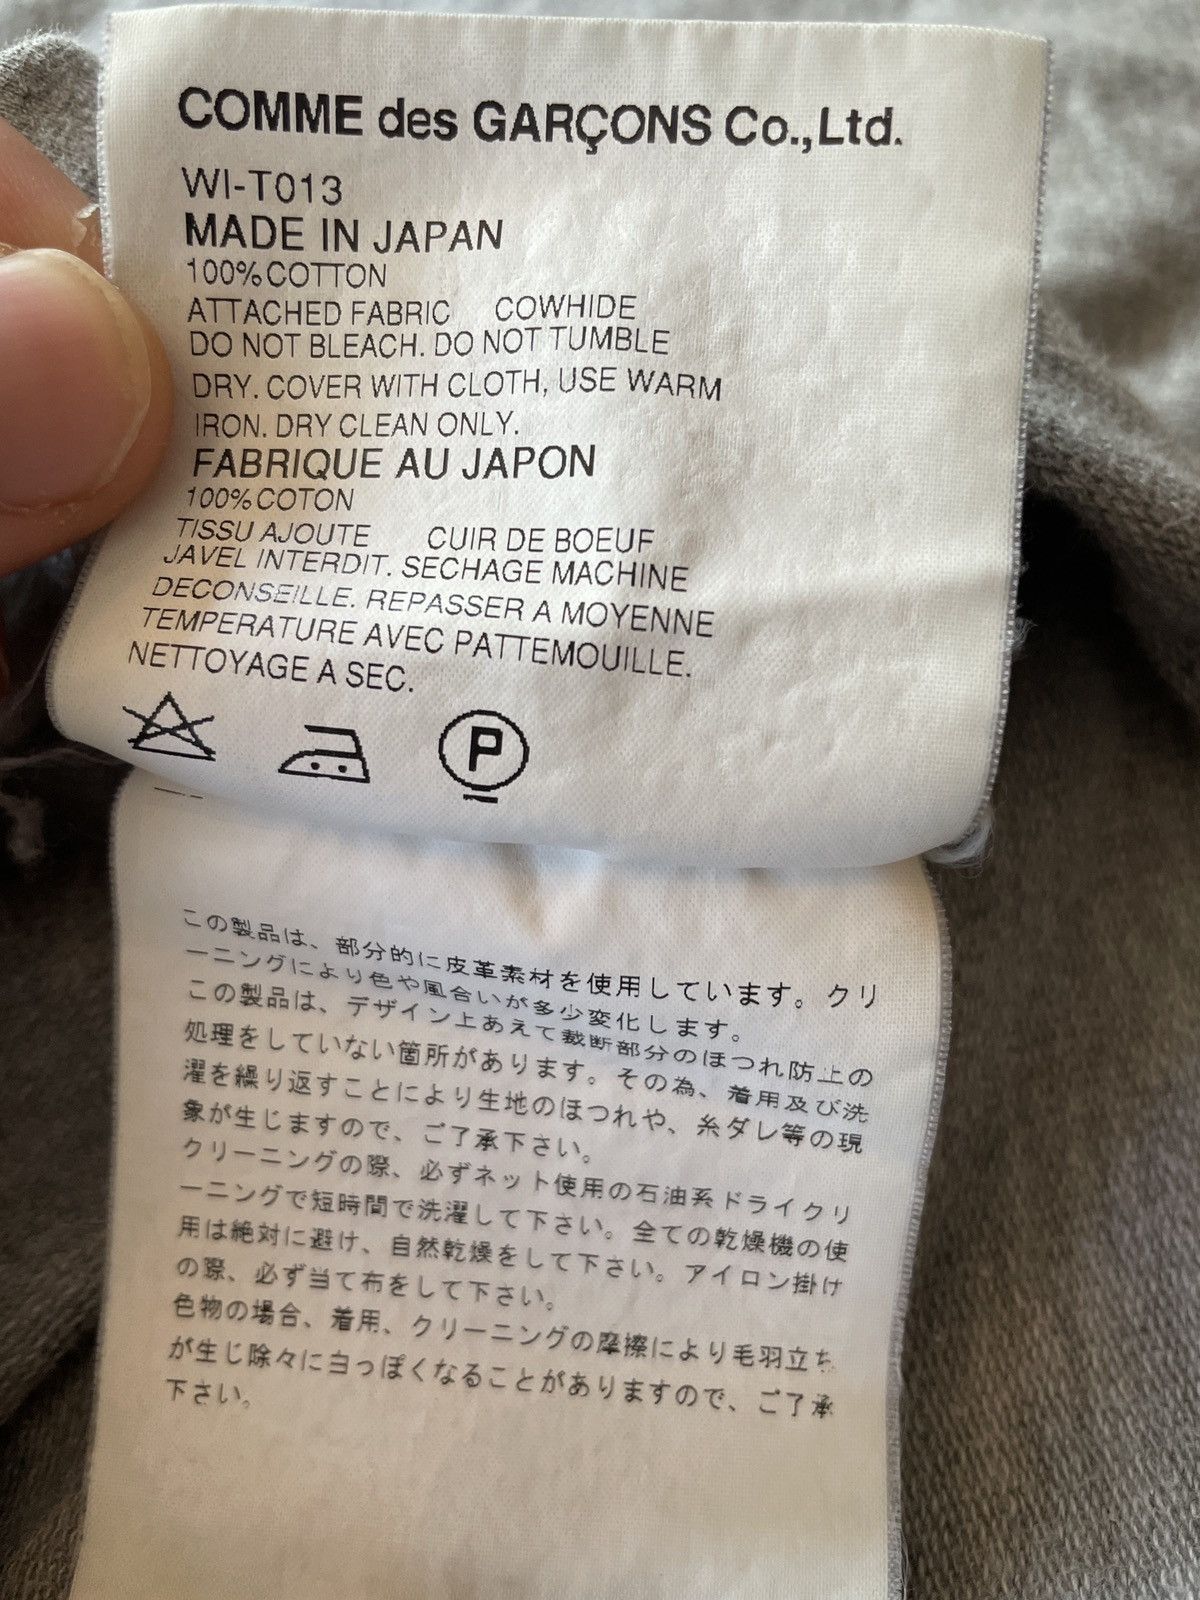 COMME des GARÇONS Co.,Ltd.
WI-T013
MADE IN JAPAN
100%COTTON
ATTACHED FABRIC COWHIDE
DO NOT BLEACH. DO NOT TUMBLE
DRY. COVER WITH CLOTH, USE WARM
IRON. DRY CLEAN ONLY.
FABRIQUE AU JAPON
100%COTON
TISSU AJOUTE CUIR DE BOEUF
JAVEL INTERDIT. SECHAGE MACHINE
DECONSEILLE. REPASSER A MOYENNE
TEMPERATURE AVEC PATTEMOUILLE.
NETTOYAGE A SEC.
P
この製品は、部分的に皮革素材を使用しています。クリ
ーニングにより色や風合いが多少変化します。
この製品は、デザイン上あえて裁断部分のほつれ防止の
処理をしていない箇所があります。その為、着用及び洗
濯を繰り返すことにより生地のほつれや、糸ダレ等の現
象が生じますので、ご了承下さい。
クリーニングの際、必ずネット使用の石油系ドライクリ
ーニングで短時間で洗濯して下さい。全ての乾燥機の使
用は絶対に避け、自然乾燥をして下さい。アイロン掛け
の際、必ず当て布をして下さい。
色物の場合、着用、クリーニングの摩擦により毛羽立ち
が生じ除々に白っぽくなることがありますので、ご了承
下さい。